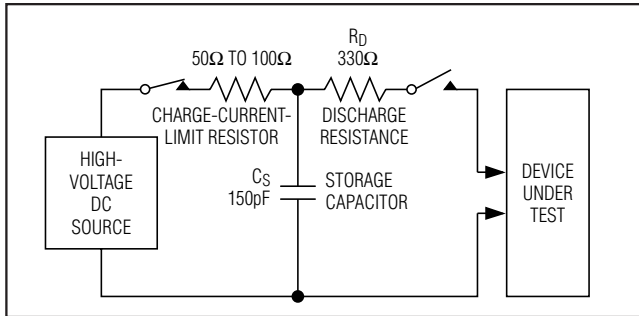 50Ω TO 100Ω
CHARGE-CURRENT-
LIMIT RESISTOR
RD
330Ω
DISCHARGE
RESISTANCE
HIGH-
VOLTAGE
DC
SOURCE
CS
150pF
STORAGE
CAPACITOR
DEVICE
UNDER
TEST